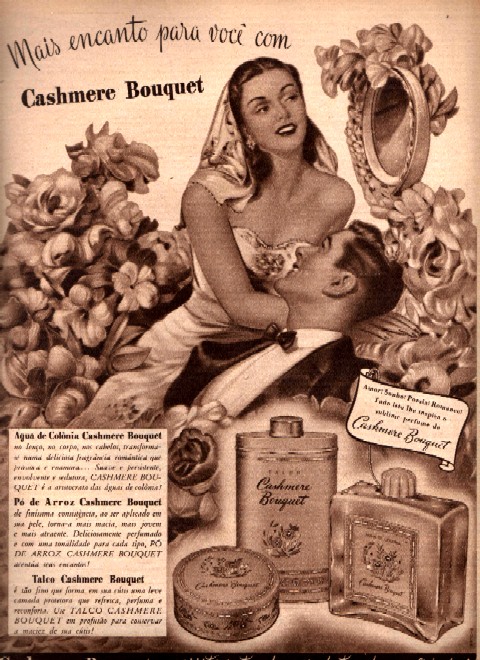 Mais encanto para você com
Cashmere Bouquet
Amor! Sonho! Poesia! Romance!
Tudo isto lhe inspira o
sublime perfume de
Cashmere Bouquet
Agua de Colônia Cashmere Bouquet
no lenço, no corpo, nos cabelos, transforma-
se numa deliciosa fragrância romântica que
provoca e enamora... Suave e persistente,
envolvente e sedutora, CASHMERE BOU-
QUET é a aristocrata das águas de colônia!
Pó de Arroz Cashmere Bouquet
de finíssima consistência, ao ser aplicado em
sua pele, torna-a mais macia, mais jovem
e mais atraente. Deliciosamente perfumado
e com uma tonalidade para cada tipo, PÓ
DE ARROZ CASHMERE BOUQUET
acentúa seus encantos!
Talco Cashmere Bouquet
é tão fino que forma em sua cútis uma leve
camada protetora que refresca, perfuma e
reconforta. Use TALCO CASHMERE
BOUQUET em profusão para conservar
a maciez de sua cútis!
Cashmere
Bouquet
Cashmere Bouquet
Cashmere Bouquet